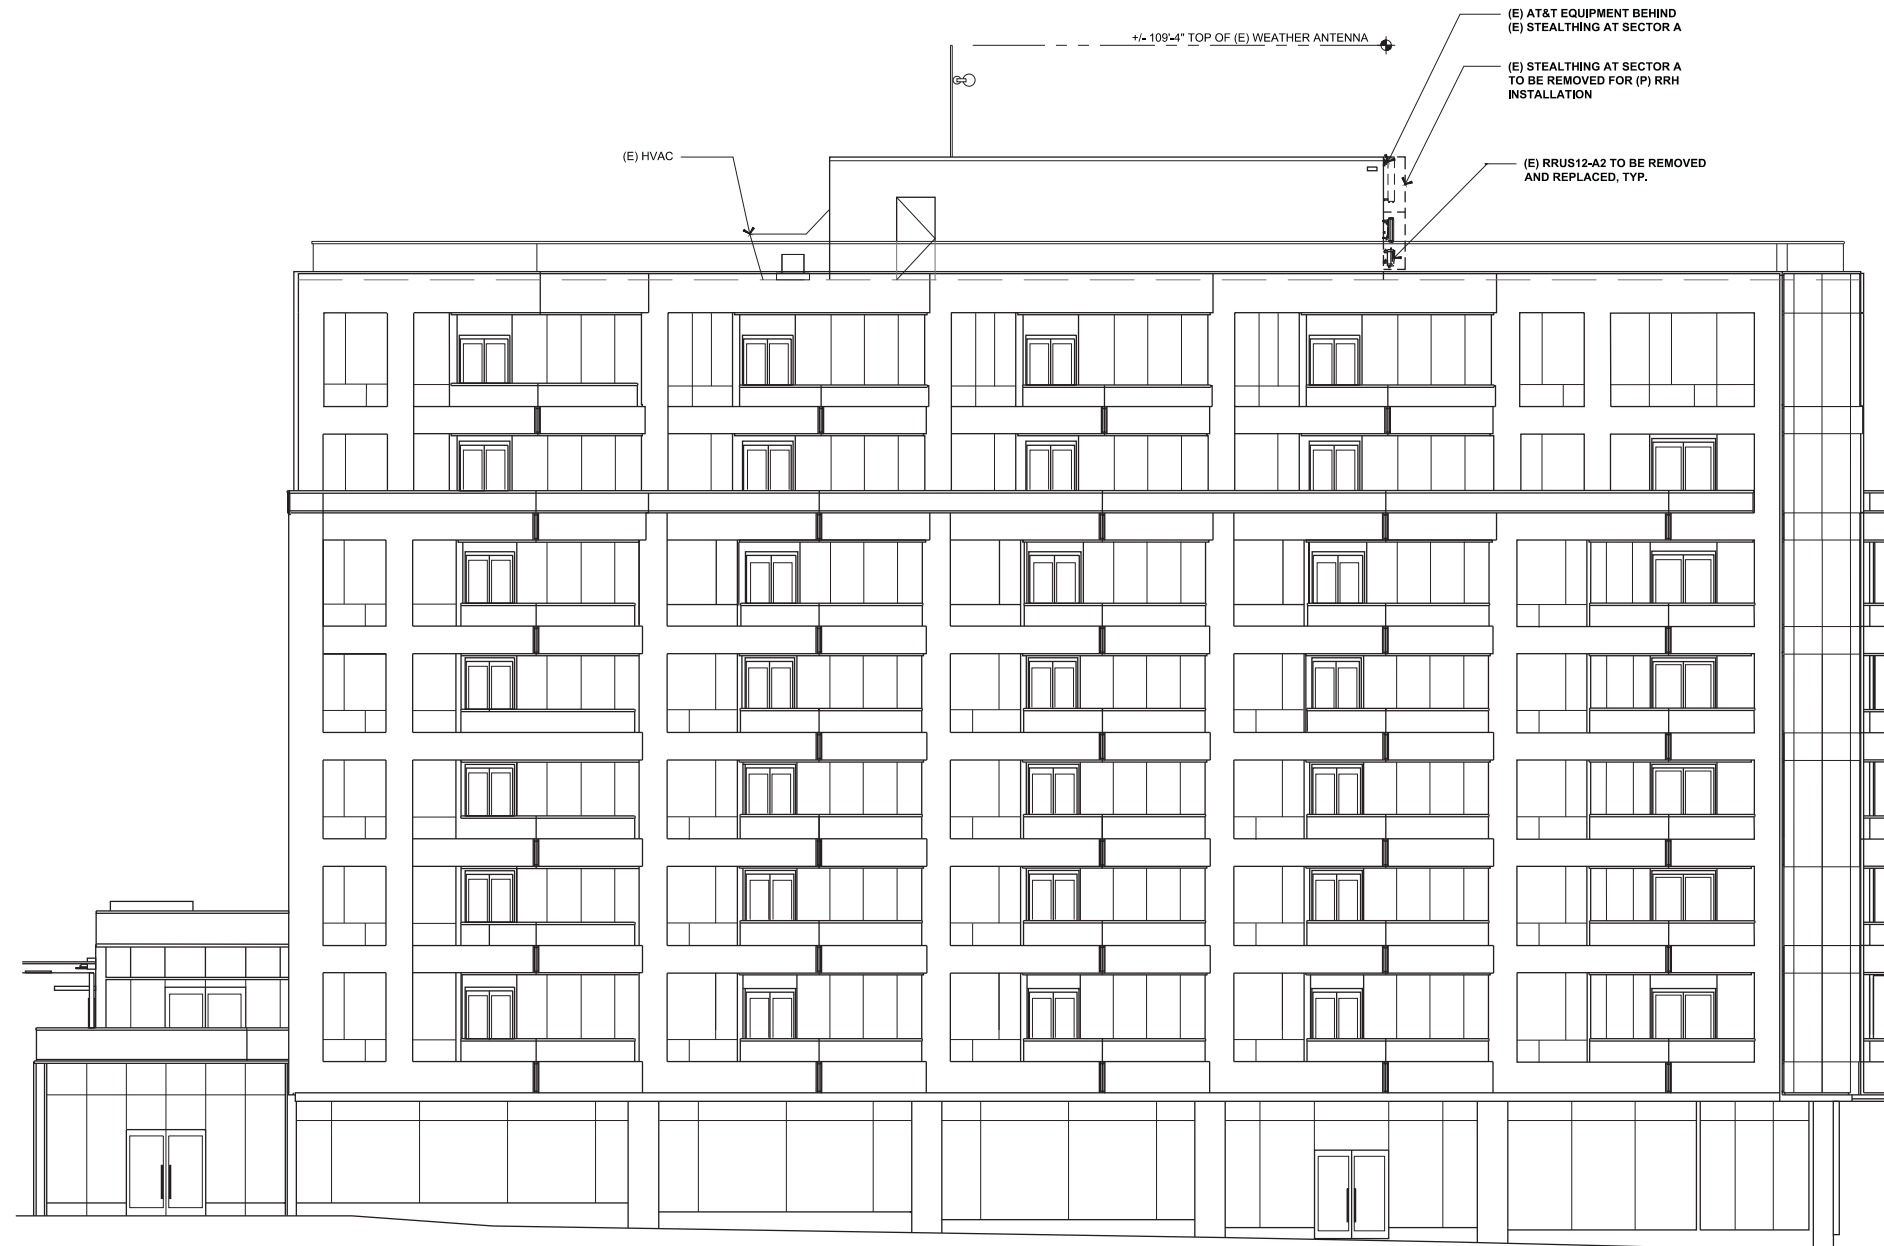 (E) AT&T EQUIPMENT BEHIND
(E) STEALTHING AT SECTOR A
+/- 109'-4" TOP OF (E) WEATHER ANTENNA
(E) STEALTHING AT SECTOR A
TO BE REMOVED FOR (P) RRH
INSTALLATION
(E) HVAC
(E) RRUS12-A2 TO BE REMOVED
AND REPLACED, TYP.